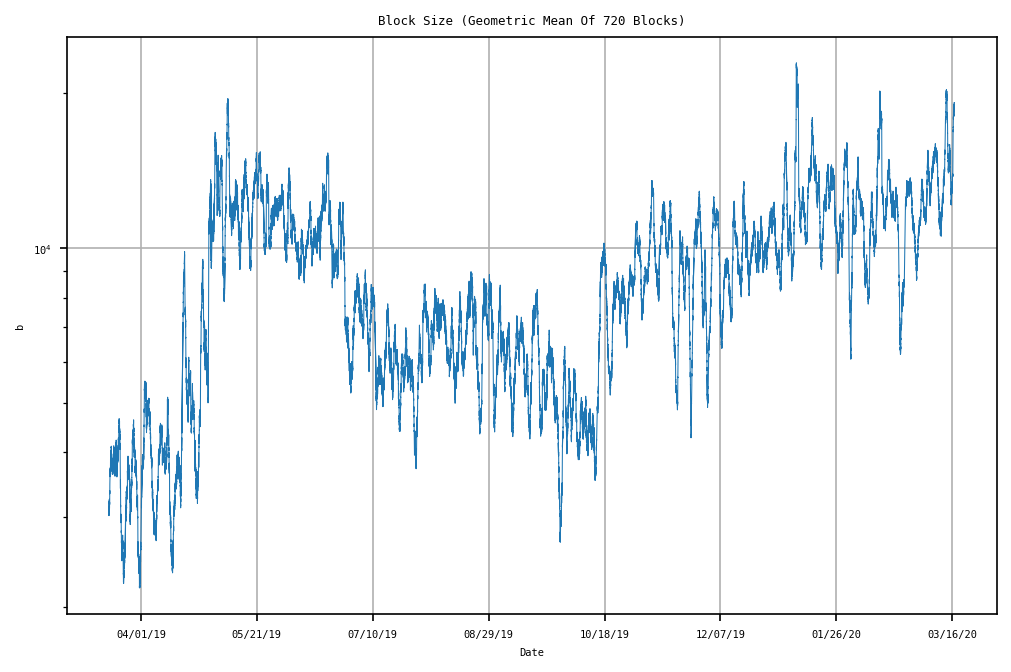 Block Size (Geometric Mean Of 720 Blocks)
10⁴
b
04/01/19 05/21/19 07/10/19 08/29/19 10/18/19 12/07/19 01/26/20 03/16/20
Date